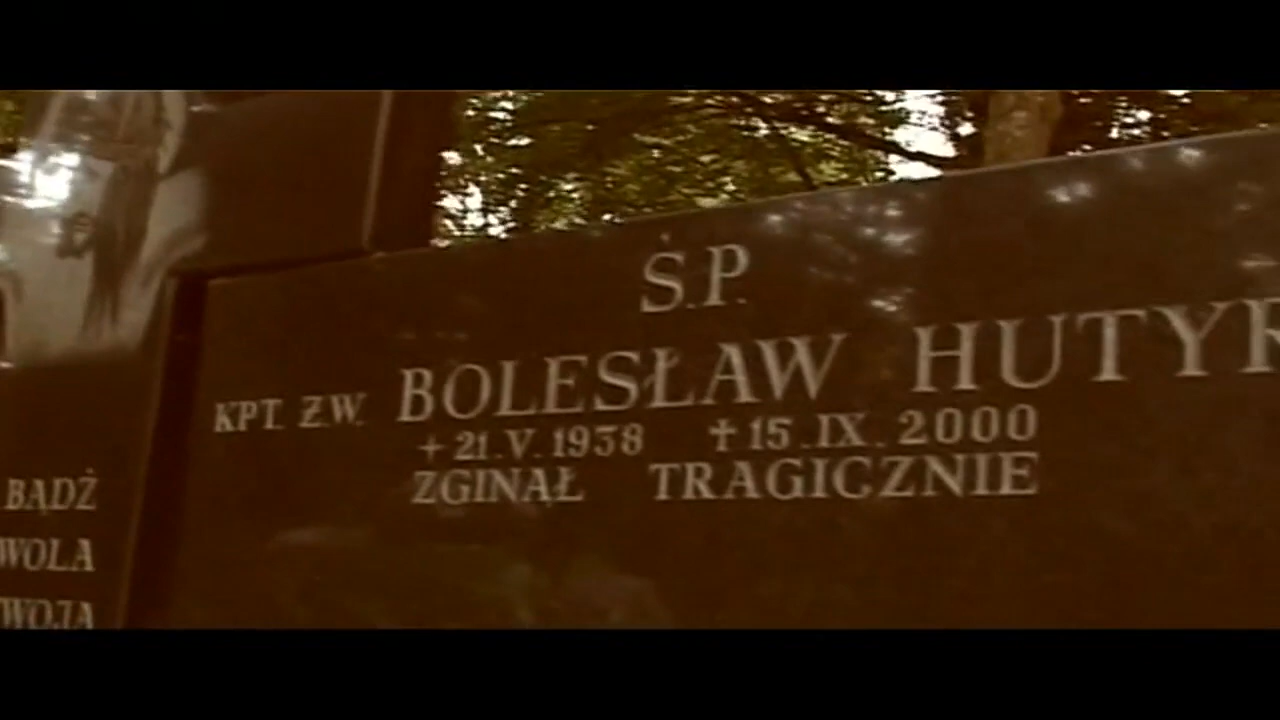 Ś.P.
KPT. Ż.W. BOLESŁAW HUTYR
+ 21.V.1938 ✝ 15.IX.2000
ZGINĄŁ TRAGICZNIE
BĄDŹ
WOLA
WOJA